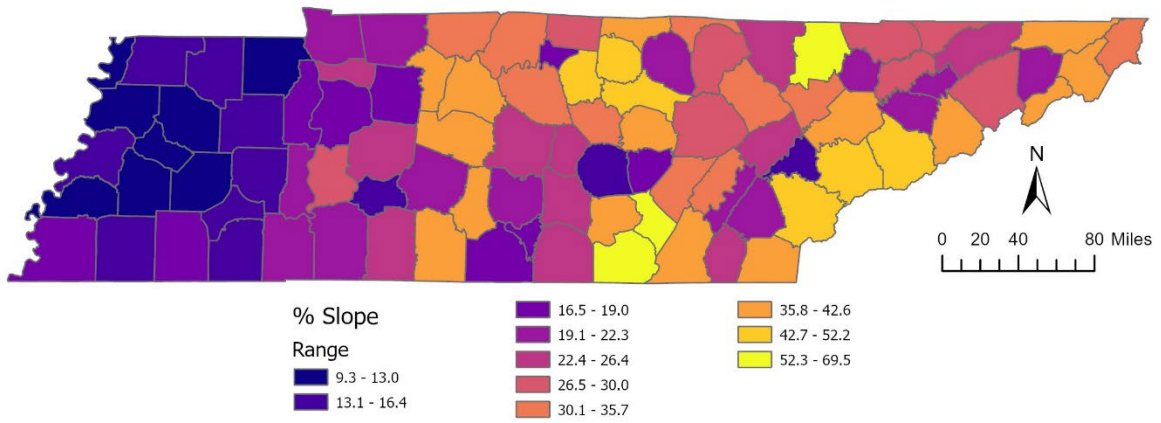 N
0 20 40 80 Miles
% Slope
Range
9.3 - 13.0
13.1 - 16.4
16.5 - 19.0
19.1 - 22.3
22.4 - 26.4
26.5 - 30.0
30.1 - 35.7
35.8 - 42.6
42.7 - 52.2
52.3 - 69.5